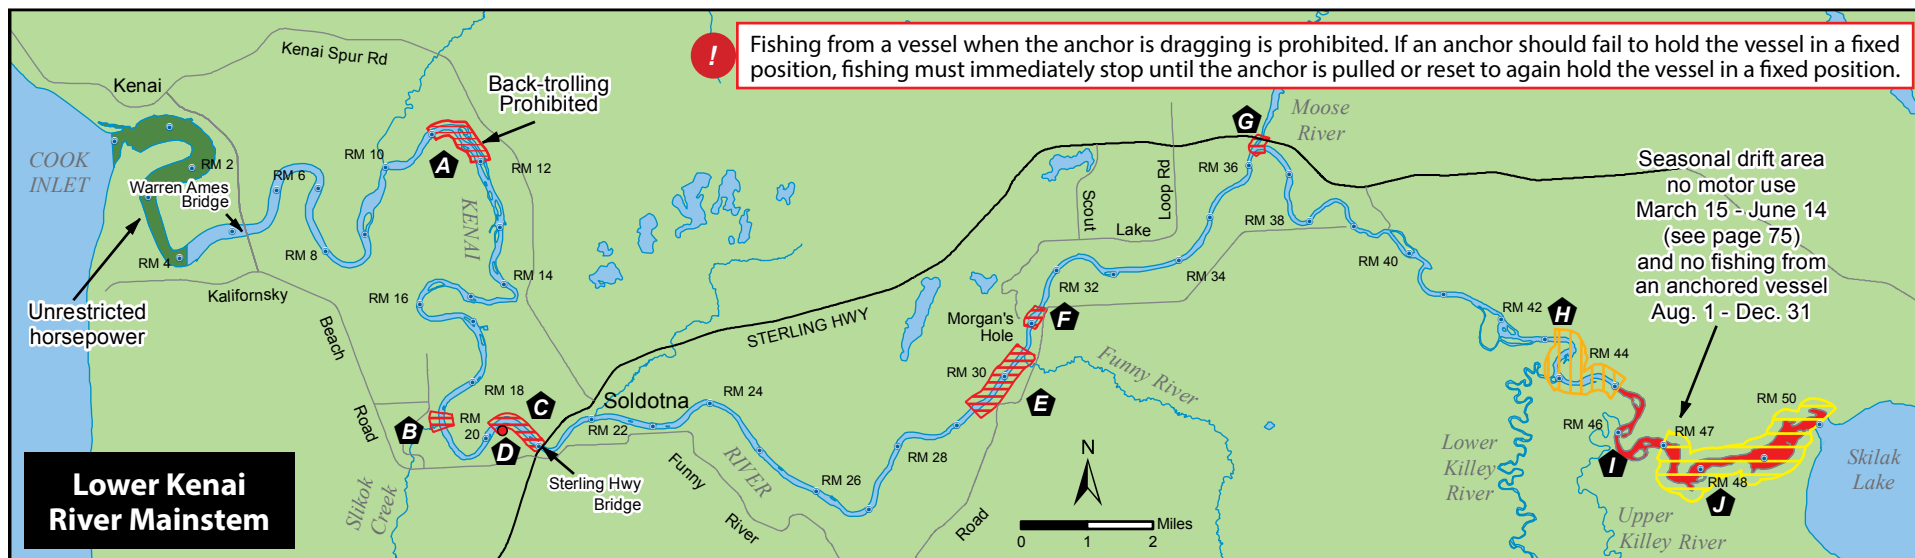 !
Fishing from a vessel when the anchor is dragging is prohibited. If an anchor should fail to hold the vessel in a fixed
position, fishing must immediately stop until the anchor is pulled or reset to again hold the vessel in a fixed position.
Kenai Spur Rd
Kenai
Back-trolling
Prohibited
COOK
INLET
RM 2
Warren Ames
Bridge
RM 4
RM 6
RM 8
RM 10
A
RM 12
KENAI
RM 14
RM 16
Unrestricted
horsepower
Kalifornsky
Beach
Road
RM 18
RM
20
B
C
D
Slikok
Creek
Sterling Hwy
Bridge
Soldotna
STERLING HWY
RM 22
RM 24
RIVER
Funny
River
Road
RM 26
RM 28
RM 30
E
Morgan's
Hole
F
Funny River
RM 32
RM 34
Scout
Lake
Loop Rd
G
Moose
River
RM 36
RM 38
RM 40
RM 42
H
RM 44
Seasonal drift area
no motor use
March 15 - June 14
(see page 75)
and no fishing from
an anchored vessel
Aug. 1 - Dec. 31
RM 46
I
RM 47
RM 48
J
RM 50
Lower
Killey
River
Upper
Killey River
Skilak
Lake
N
0 1 2
Miles
Lower Kenai
River Mainstem